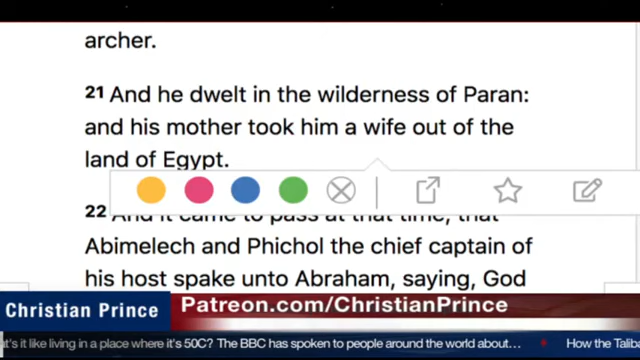 archer.
21 And he dwelt in the wilderness of Paran:
and his mother took him a wife out of the
land of Egypt.
22 And it came to pass at that time, that
Abimelech and Phichol the chief captain of
his host spake unto Abraham, saying, God
Christian Prince
Patreon.com/ChristianPrince
at's it like living in a place where it's 50C? The BBC has spoken to people around the world about... How the Taliba